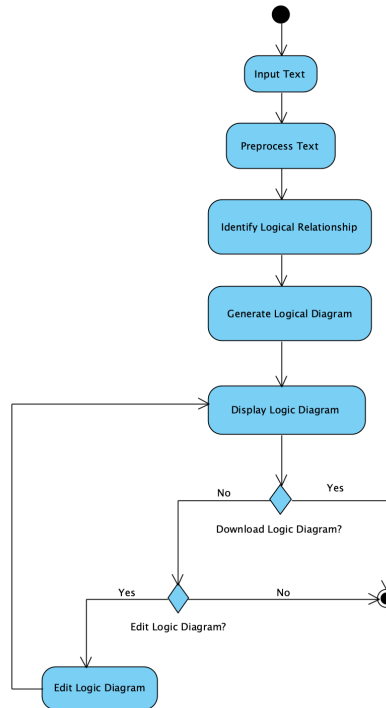 Input Text
Preprocess Text
Identify Logical Relationship
Generate Logical Diagram
Display Logic Diagram
No
Yes
Download Logic Diagram?
Yes
No
Edit Logic Diagram?
Edit Logic Diagram